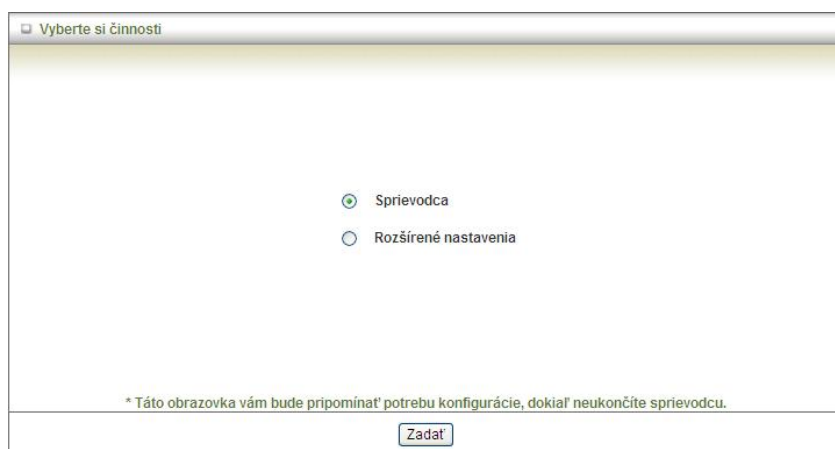 Vyberte si činnosti
Sprievodca
Rozšírené nastavenia
* Táto obrazovka vám bude pripomínať potrebu konfigurácie, dokiaľ neukončíte sprievodcu.
Zadať